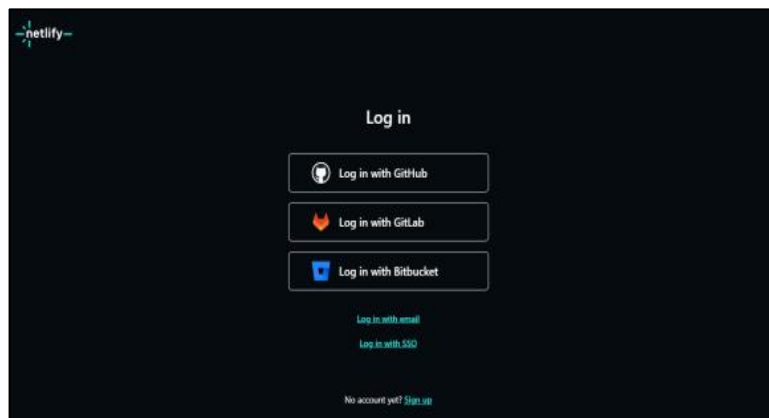 netlify
Log in
Log in with GitHub
Log in with GitLab
Log in with Bitbucket
Log in with email
Log in with SSO
No account yet? Sign up